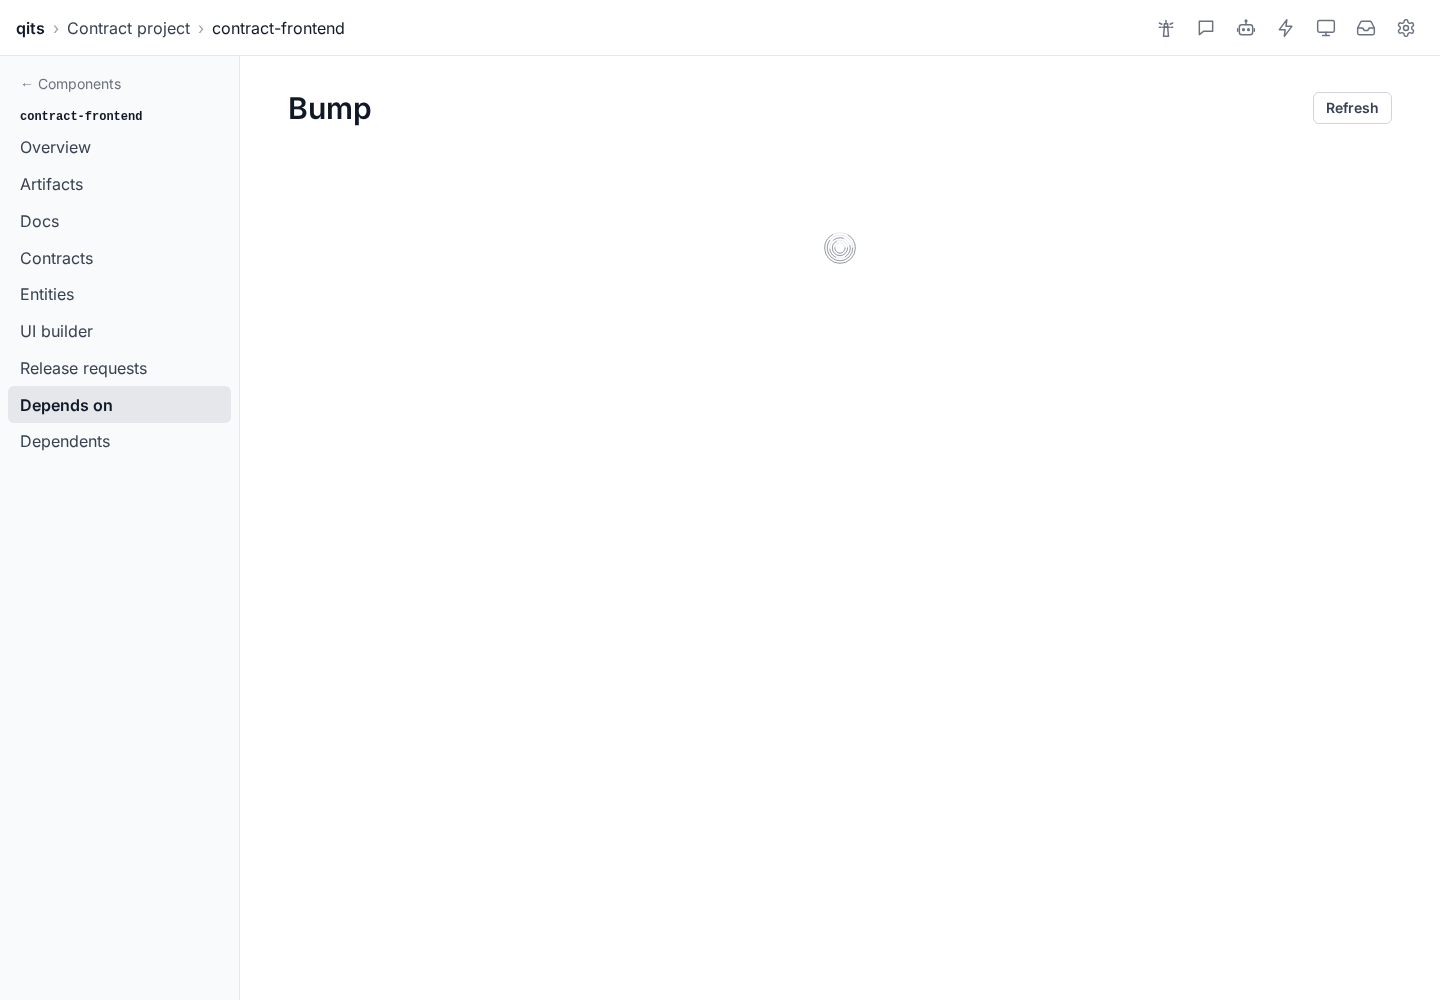 qits › Contract project › contract-frontend
← Components
contract-frontend
Overview
Artifacts
Docs
Contracts
Entities
UI builder
Release requests
Depends on
Dependents
Bump
Refresh